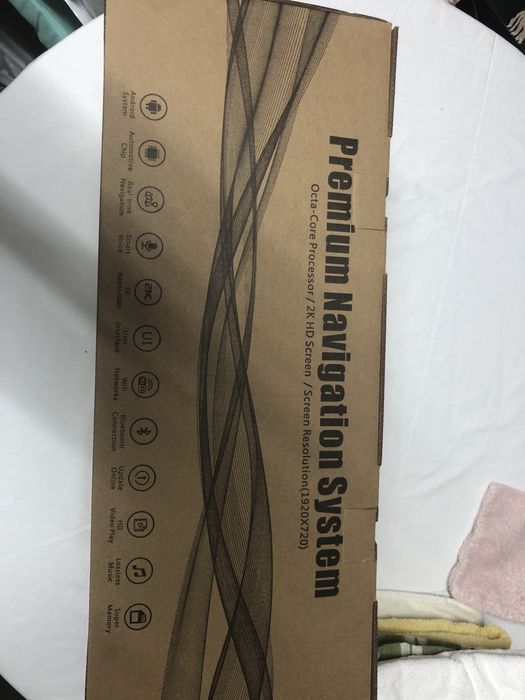 Premium Navigation System
Octa-Core Processor / 2K HD Screen / Screen Resolution(1920X720)
2K
UI
Android
System
Automotive
Chip
Real-time
Navigation
Smart
Voice
2K
Resolution
User
Interface
Wifi
Networks
Bluetooth
Connection
Update
Online
HD
Video Play
Lossless
Music
Super
Memory